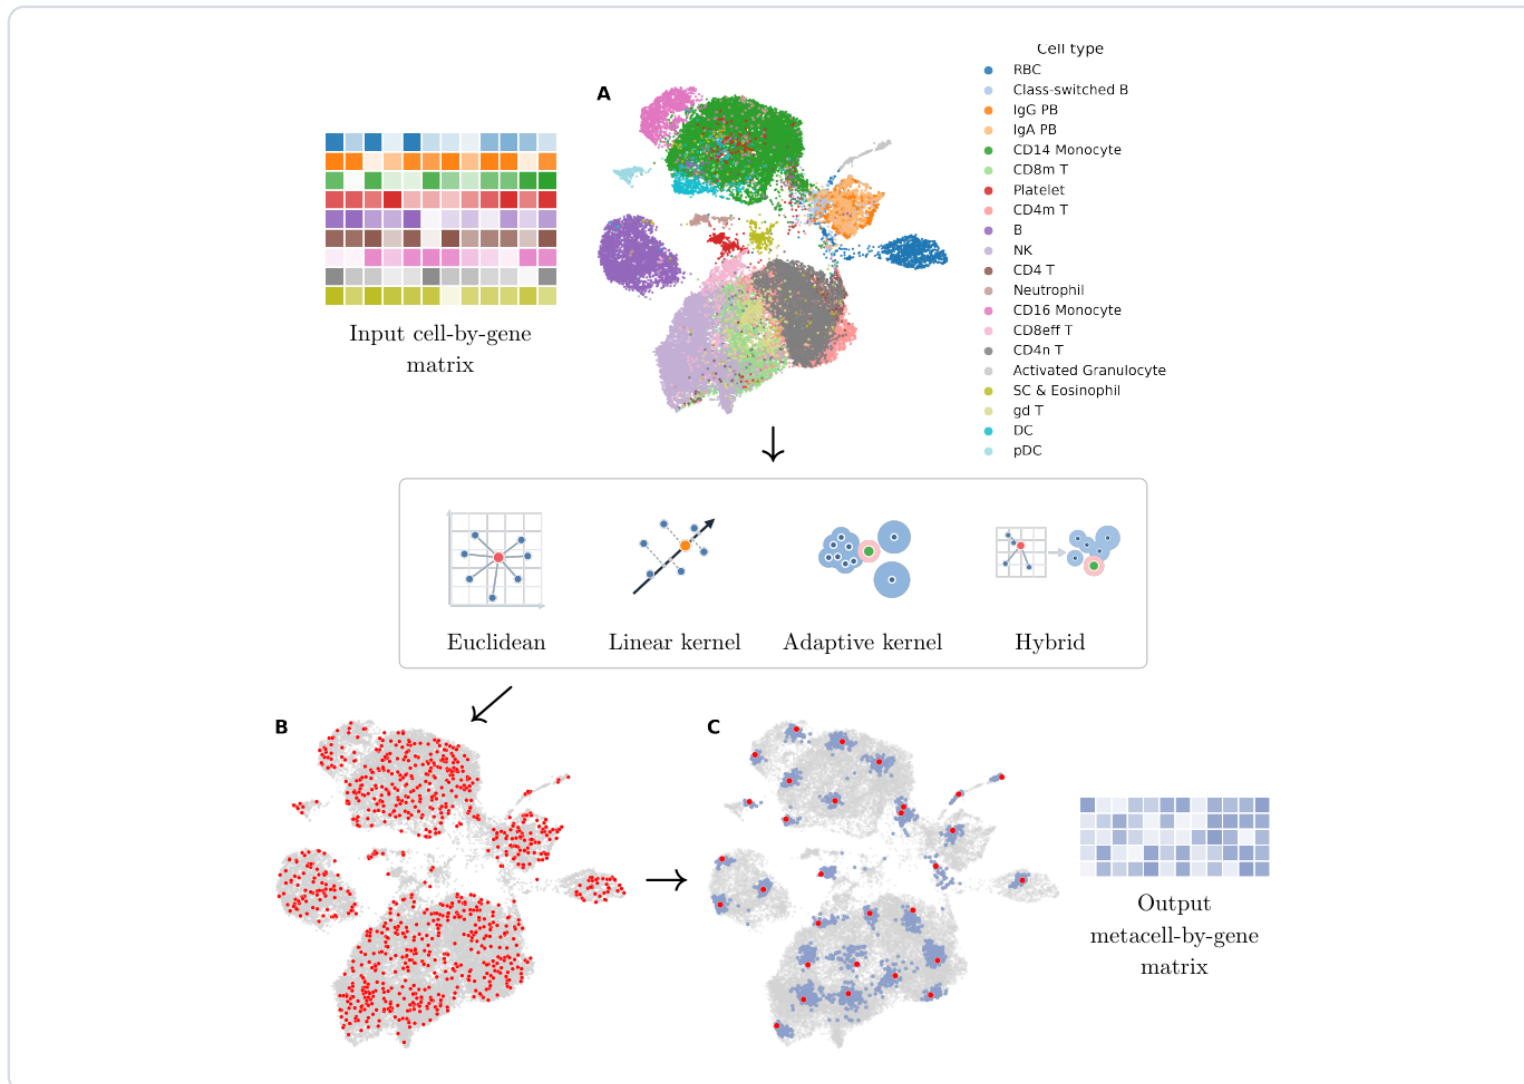 A
Cell type
RBC
Class-switched B
IgG PB
IgA PB
CD14 Monocyte
CD8m T
Platelet
CD4m T
B
NK
CD4 T
Neutrophil
CD16 Monocyte
CD8eff T
CD4n T
Activated Granulocyte
SC & Eosinophil
gd T
DC
pDC
Input cell-by-gene
matrix
Euclidean
Linear kernel
Adaptive kernel
Hybrid
B
C
Output
metacell-by-gene
matrix